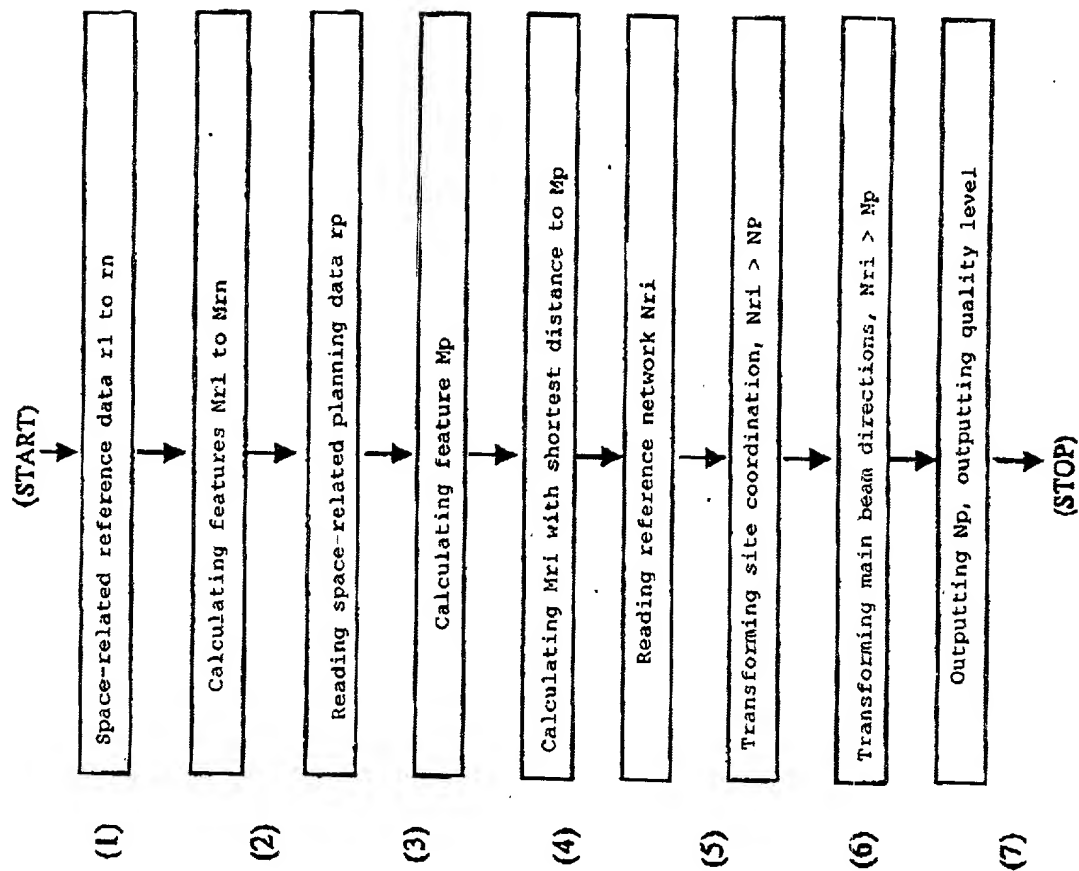 (START)
(1) Space-related reference data r1 to rn
Calculating features Mr1 to Mrn
(2)
Reading space-related planning data rp
(3)
Calculating feature Mp
Calculating Mri with shortest distance to Mp
(4)
Reading reference network Nri
(5)
Transforming site coordination, Nri > NP
(6)
Transforming main beam directions, Nri > Np
Outputting Np, outputting quality level
(7)
(STOP)